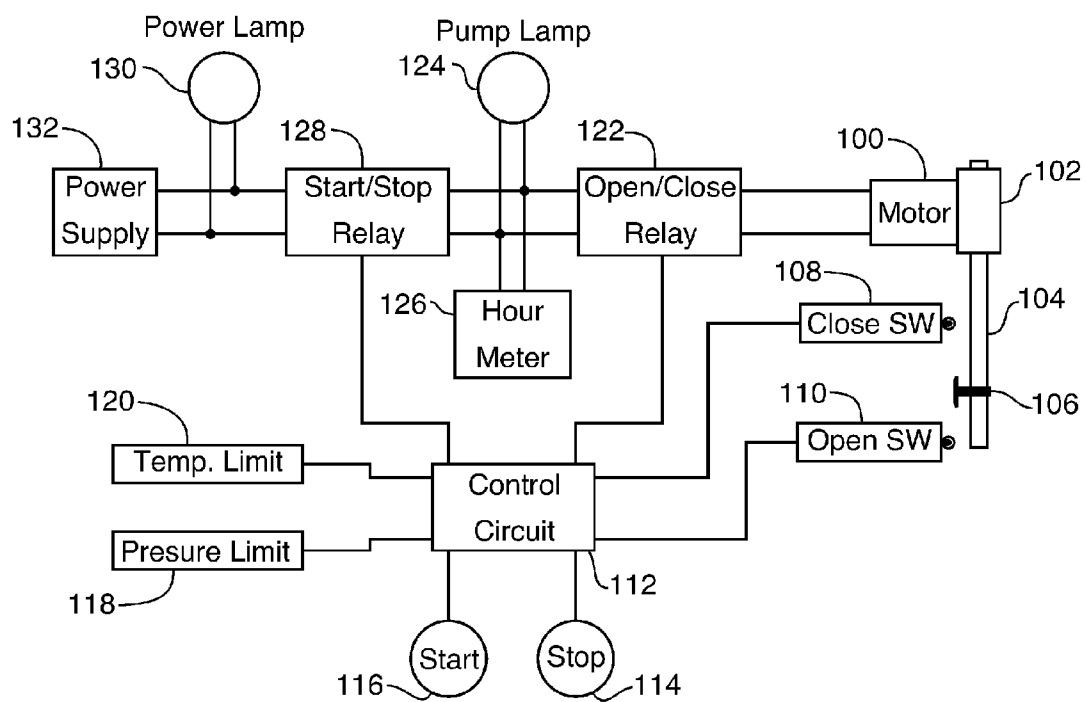 Power Lamp
Pump Lamp
130
124
132
128
122
100
102
Power
Supply
Start/Stop
Relay
Open/Close
Relay
Motor
108
104
126
Hour
Meter
Close SW
120
110
106
Temp. Limit
Open SW
Control
Circuit
Presure Limit
118
112
Start
Stop
116
114